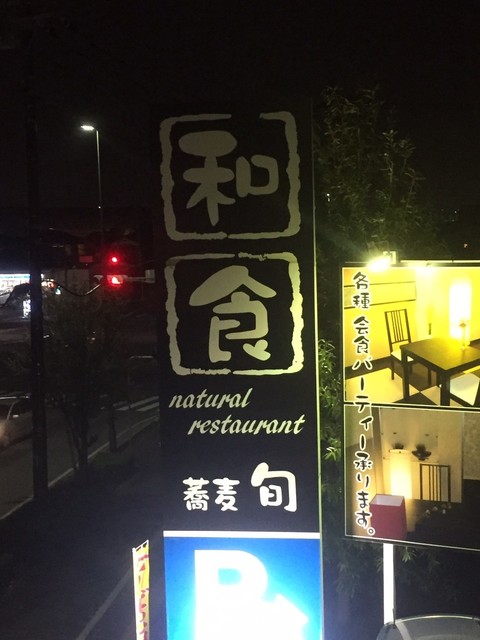 和
食
natural
restaurant
蕎麦 旬
P
各種 会食パーティー承ります。